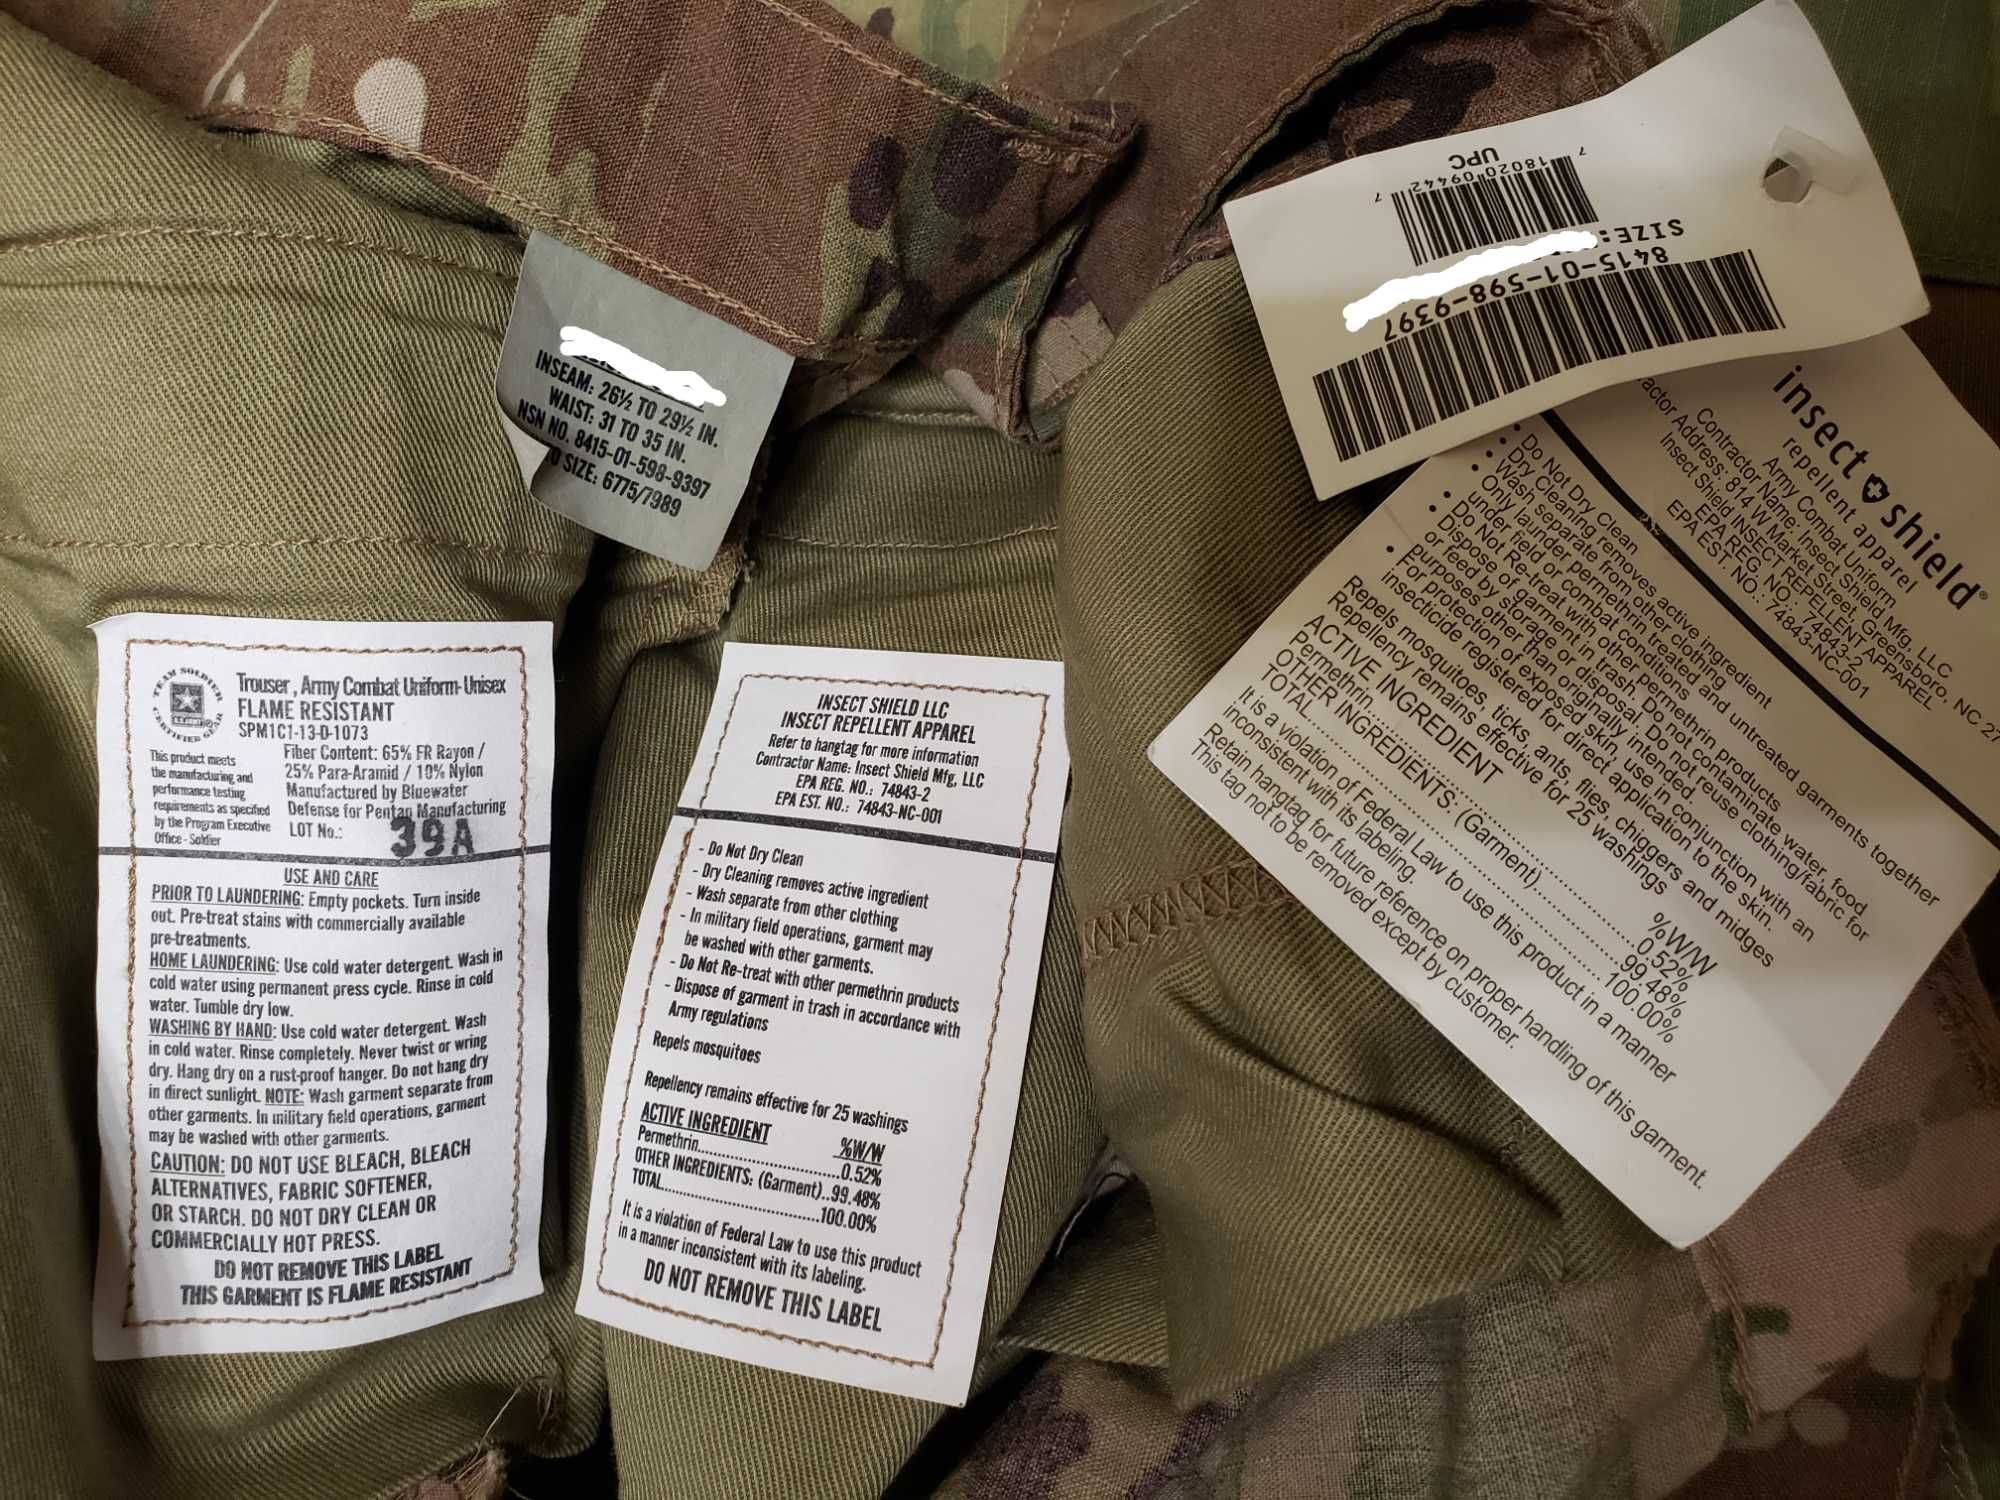 INSEAM: 26½ TO 29½ IN.
WAIST: 31 TO 35 IN.
NSN NO. 8415-01-598-9397
SIZE: 6775/7989
TEAM SOLDIER
CERTIFIED GEAR
U.S.ARMY
Trouser, Army Combat Uniform-Unisex
FLAME RESISTANT
SPM1C1-13-D-1073
This product meets
the manufacturing and
performance testing
requirements as specified
by the Program Executive
Office - Soldier
Fiber Content: 65% FR Rayon /
25% Para-Aramid / 10% Nylon
Manufactured by Bluewater
Defense for Pentaq Manufacturing
LOT No.: 39A
USE AND CARE
PRIOR TO LAUNDERING: Empty pockets. Turn inside
out. Pre-treat stains with commercially available
pre-treatments.
HOME LAUNDERING: Use cold water detergent. Wash in
cold water using permanent press cycle. Rinse in cold
water. Tumble dry low.
WASHING BY HAND: Use cold water detergent. Wash
in cold water. Rinse completely. Never twist or wring
dry. Hang dry on a rust-proof hanger. Do not hang dry
in direct sunlight. NOTE: Wash garment separate from
other garments. In military field operations, garment
may be washed with other garments.
CAUTION: DO NOT USE BLEACH, BLEACH
ALTERNATIVES, FABRIC SOFTENER,
OR STARCH. DO NOT DRY CLEAN OR
COMMERCIALLY HOT PRESS.
DO NOT REMOVE THIS LABEL
THIS GARMENT IS FLAME RESISTANT
INSECT SHIELD LLC
INSECT REPELLENT APPAREL
Refer to hangtag for more information
Contractor Name: Insect Shield Mfg, LLC
EPA REG. NO.: 74843-2
EPA EST. NO.: 74843-NC-001
- Do Not Dry Clean
- Dry Cleaning removes active ingredient
- Wash separate from other clothing
- In military field operations, garment may
be washed with other garments.
- Do Not Re-treat with other permethrin products
- Dispose of garment in trash in accordance with
Army regulations
Repels mosquitoes
Repellency remains effective for 25 washings
ACTIVE INGREDIENT %W/W
Permethrin..............................0.52%
OTHER INGREDIENTS: (Garment)..99.48%
TOTAL..............................100.00%
It is a violation of Federal Law to use this product
in a manner inconsistent with its labeling.
DO NOT REMOVE THIS LABEL
8415-01-598-9397
SIZE:
7 18020 09442 7
UPC
insect shield®
repellent apparel
Army Combat Uniform
Contractor Name: Insect Shield Mfg, LLC
Address: 814 W Market Street, Greensboro, NC
Insect Shield INSECT REPELLENT APPAREL
EPA REG. NO.: 74843-2
EPA EST. NO.: 74843-NC-001
• Do Not Dry Clean
• Dry Cleaning removes active ingredient
• Wash separate from other clothing
• Only launder permethrin treated and untreated garments together
under field or combat conditions
• Do Not Re-treat with other permethrin products
• Dispose of garment in trash. Do not contaminate water, food
or feed by storage or disposal. Do not reuse clothing/fabric for
purposes other than originally intended.
• For protection of exposed skin, use in conjunction with an
insecticide registered for direct application to the skin.
Repels mosquitoes, ticks, ants, flies, chiggers and midges
Repellency remains effective for 25 washings
ACTIVE INGREDIENT %W/W
Permethrin..............................0.52%
OTHER INGREDIENTS: (Garment)..............99.48%
TOTAL..............................100.00%
It is a violation of Federal Law to use this product in a manner
inconsistent with its labeling.
Retain hangtag for future reference on proper handling of this garment.
This tag not to be removed except by customer.